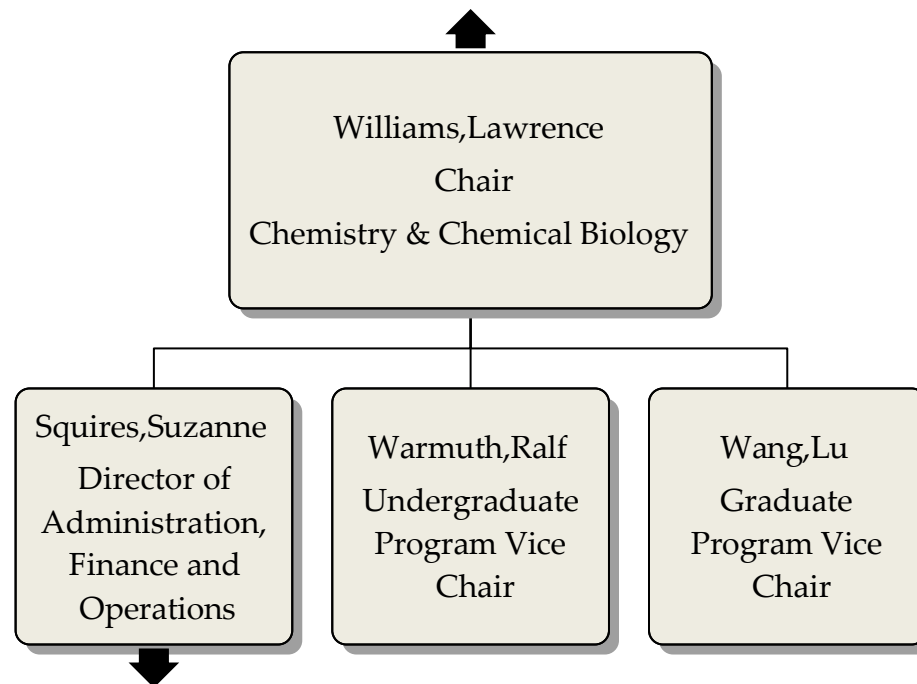 Williams,Lawrence
Chair
Chemistry & Chemical Biology
Squires,Suzanne
Director of
Administration,
Finance and
Operations
Warmuth,Ralf
Undergraduate
Program Vice
Chair
Wang,Lu
Graduate
Program Vice
Chair